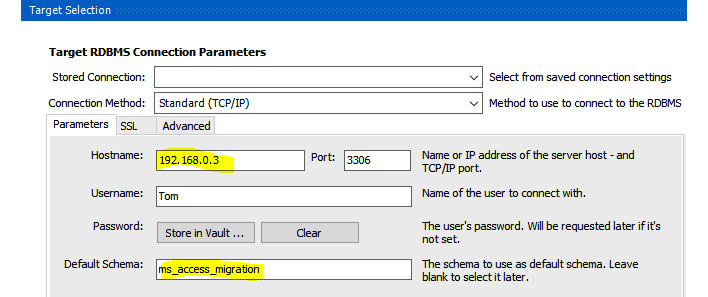 Target Selection
Target RDBMS Connection Parameters
Stored Connection: Select from saved connection settings
Connection Method: Standard (TCP/IP) Method to use to connect to the RDBMS
Parameters SSL Advanced
Hostname: 192.168.0.3 Port: 3306 Name or IP address of the server host - and
TCP/IP port.
Username: Tom Name of the user to connect with.
Password: Store in Vault ... Clear The user's password. Will be requested later if it's
not set.
Default Schema: ms_access_migration The schema to use as default schema. Leave
blank to select it later.